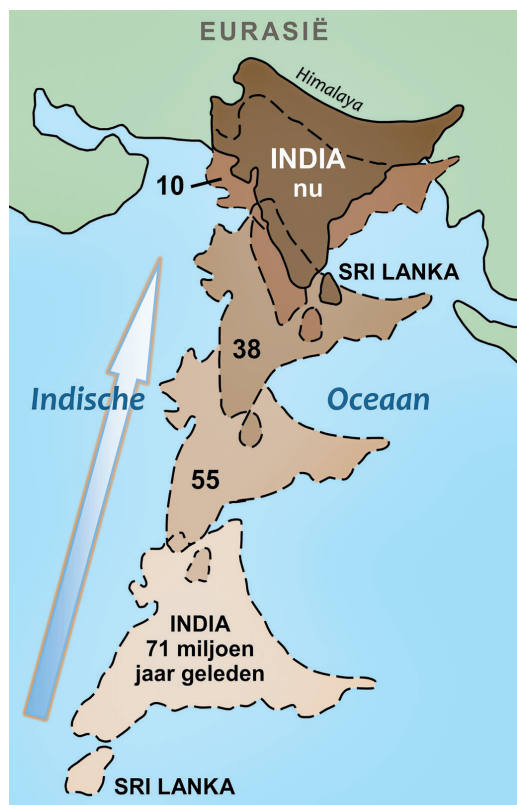 EURASIË
Himalaya
INDIA
nu
10
SRI LANKA
38
Indische Oceaan
55
INDIA
71 miljoen
jaar geleden
SRI LANKA